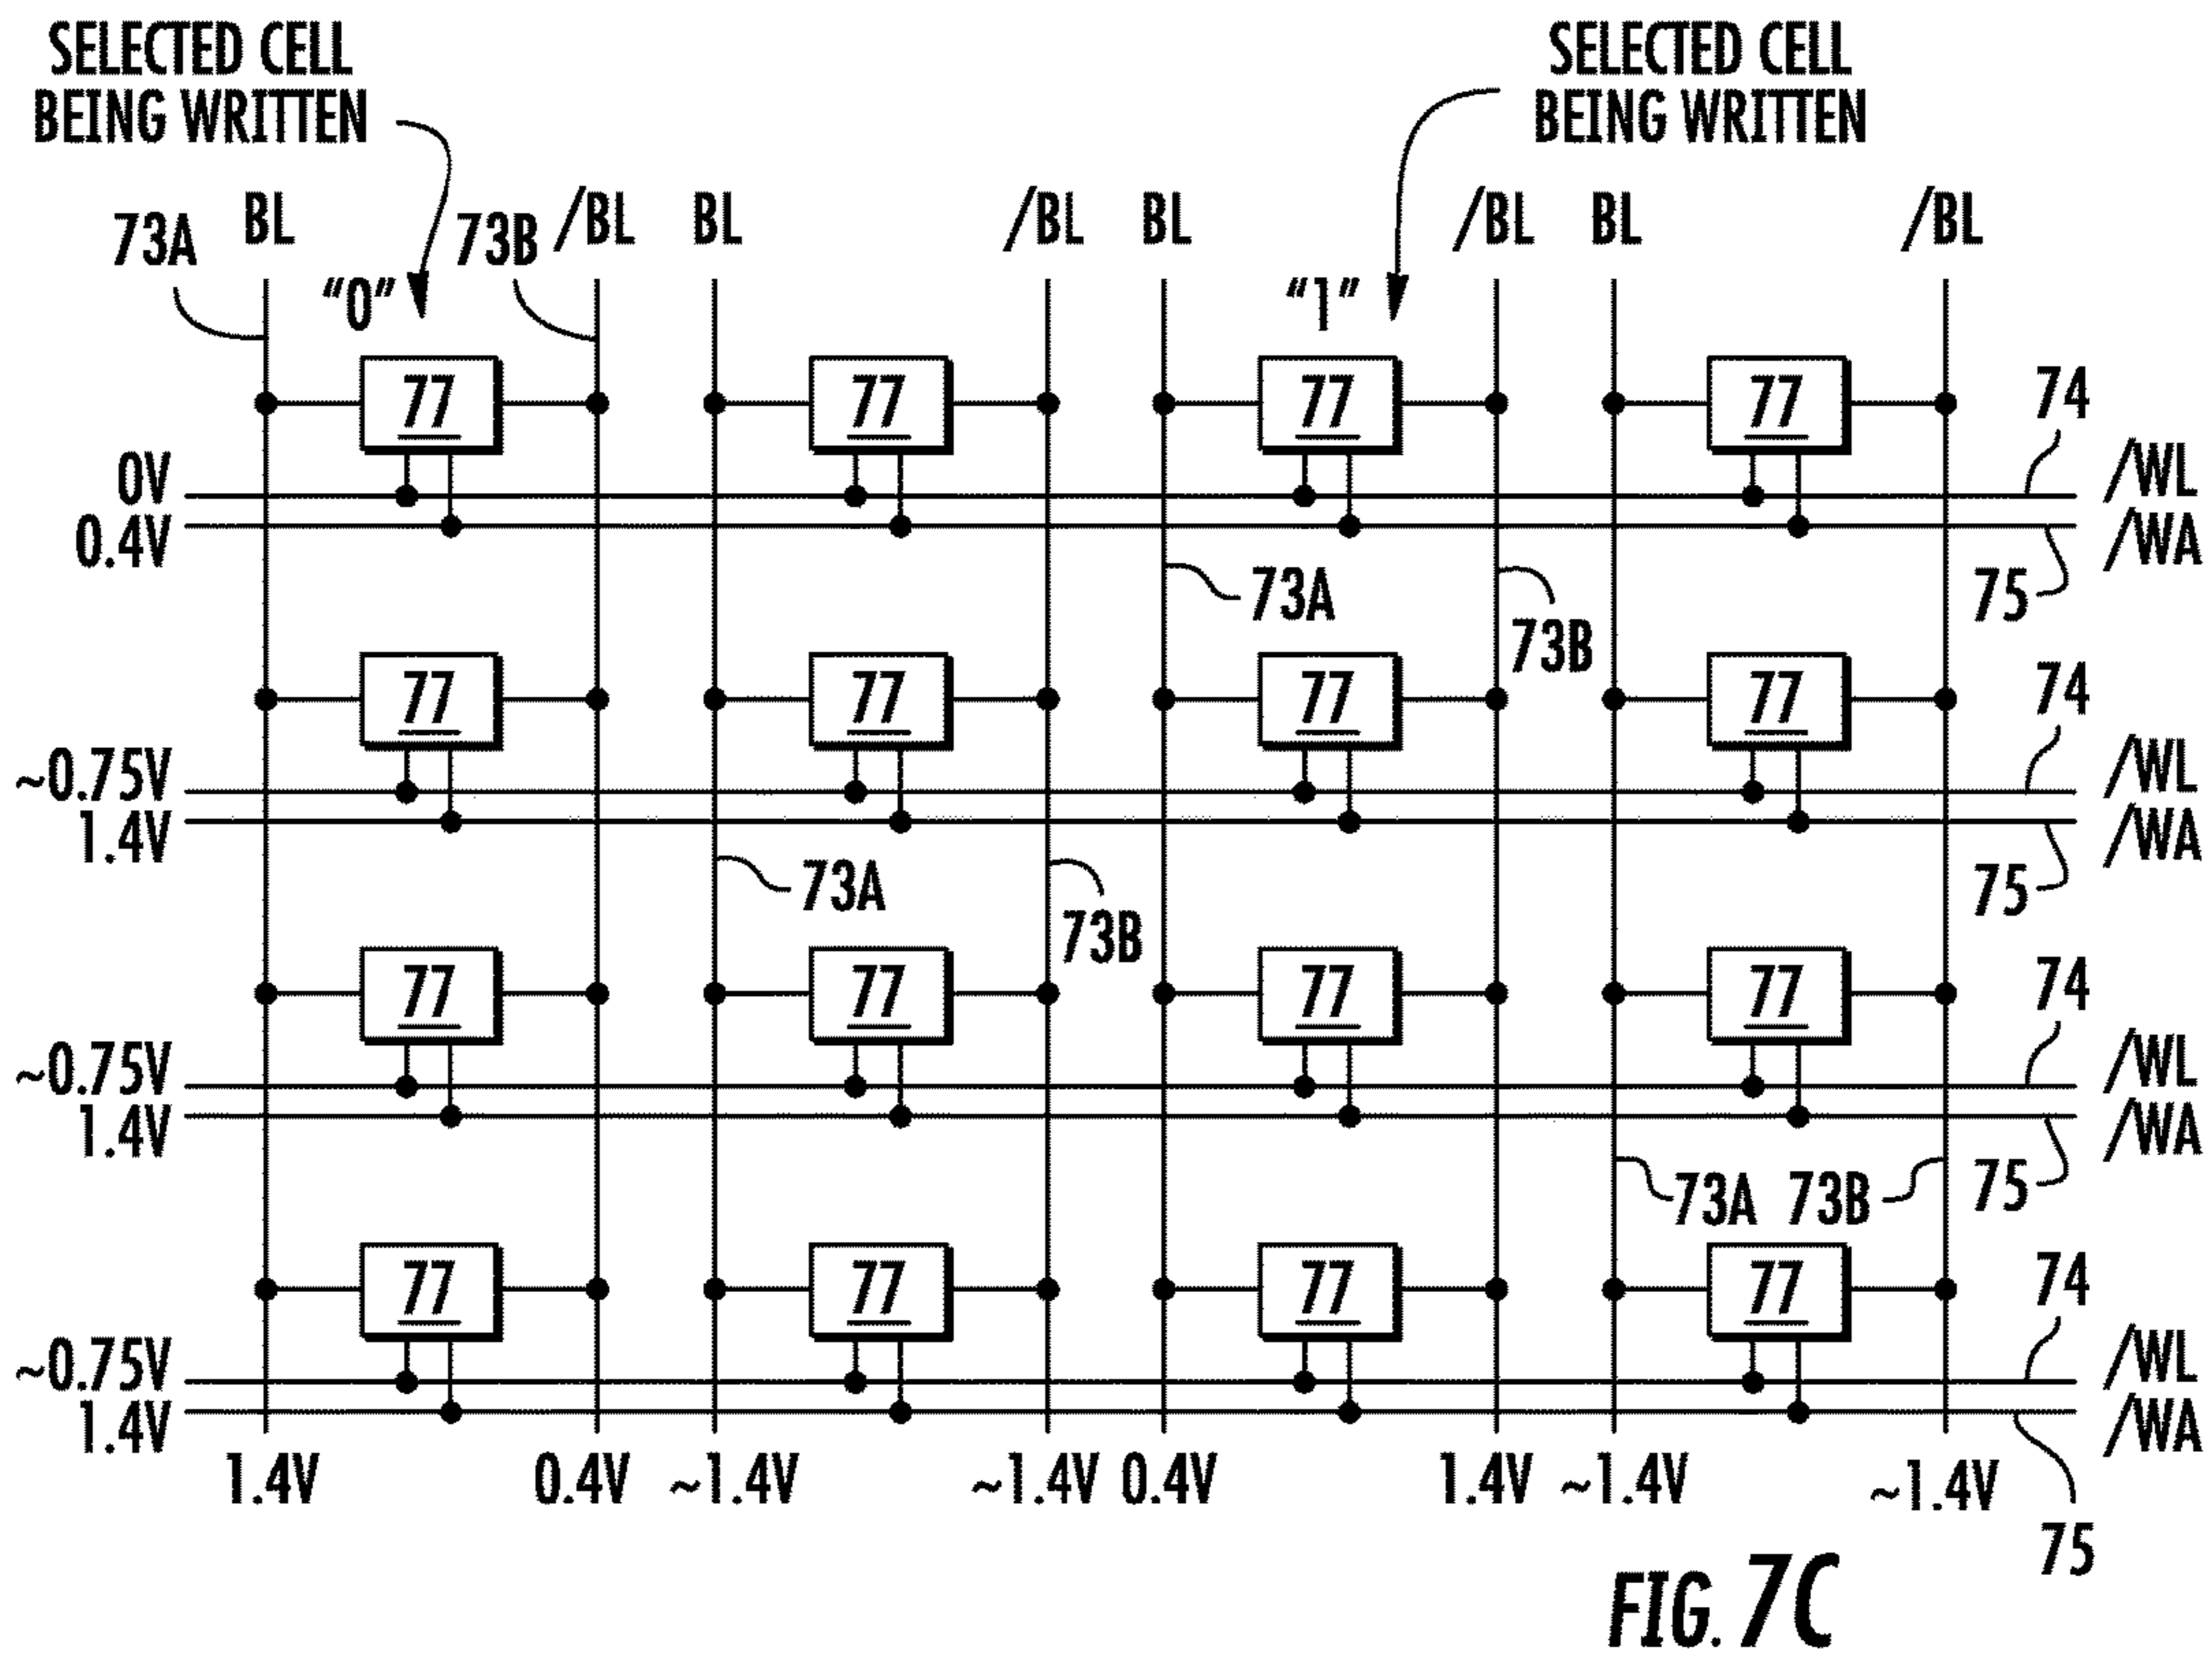 SELECTED CELL
BEING WRITTEN
SELECTED CELL
BEING WRITTEN
73A BL 73B /BL BL /BL BL /BL BL /BL
"0" "1"
77 77 77 77
74
0V /WL
0.4V /WA
73A 75
73B
77 77 77 77
74
~0.75V /WL
1.4V /WA
73A 75
73B
77 77 77 77
74
~0.75V /WL
1.4V /WA
73A 73B 75
77 77 77 77
74
~0.75V /WL
1.4V /WA
1.4V 0.4V ~1.4V ~1.4V 0.4V 1.4V ~1.4V ~1.4V
75
FIG. 7C